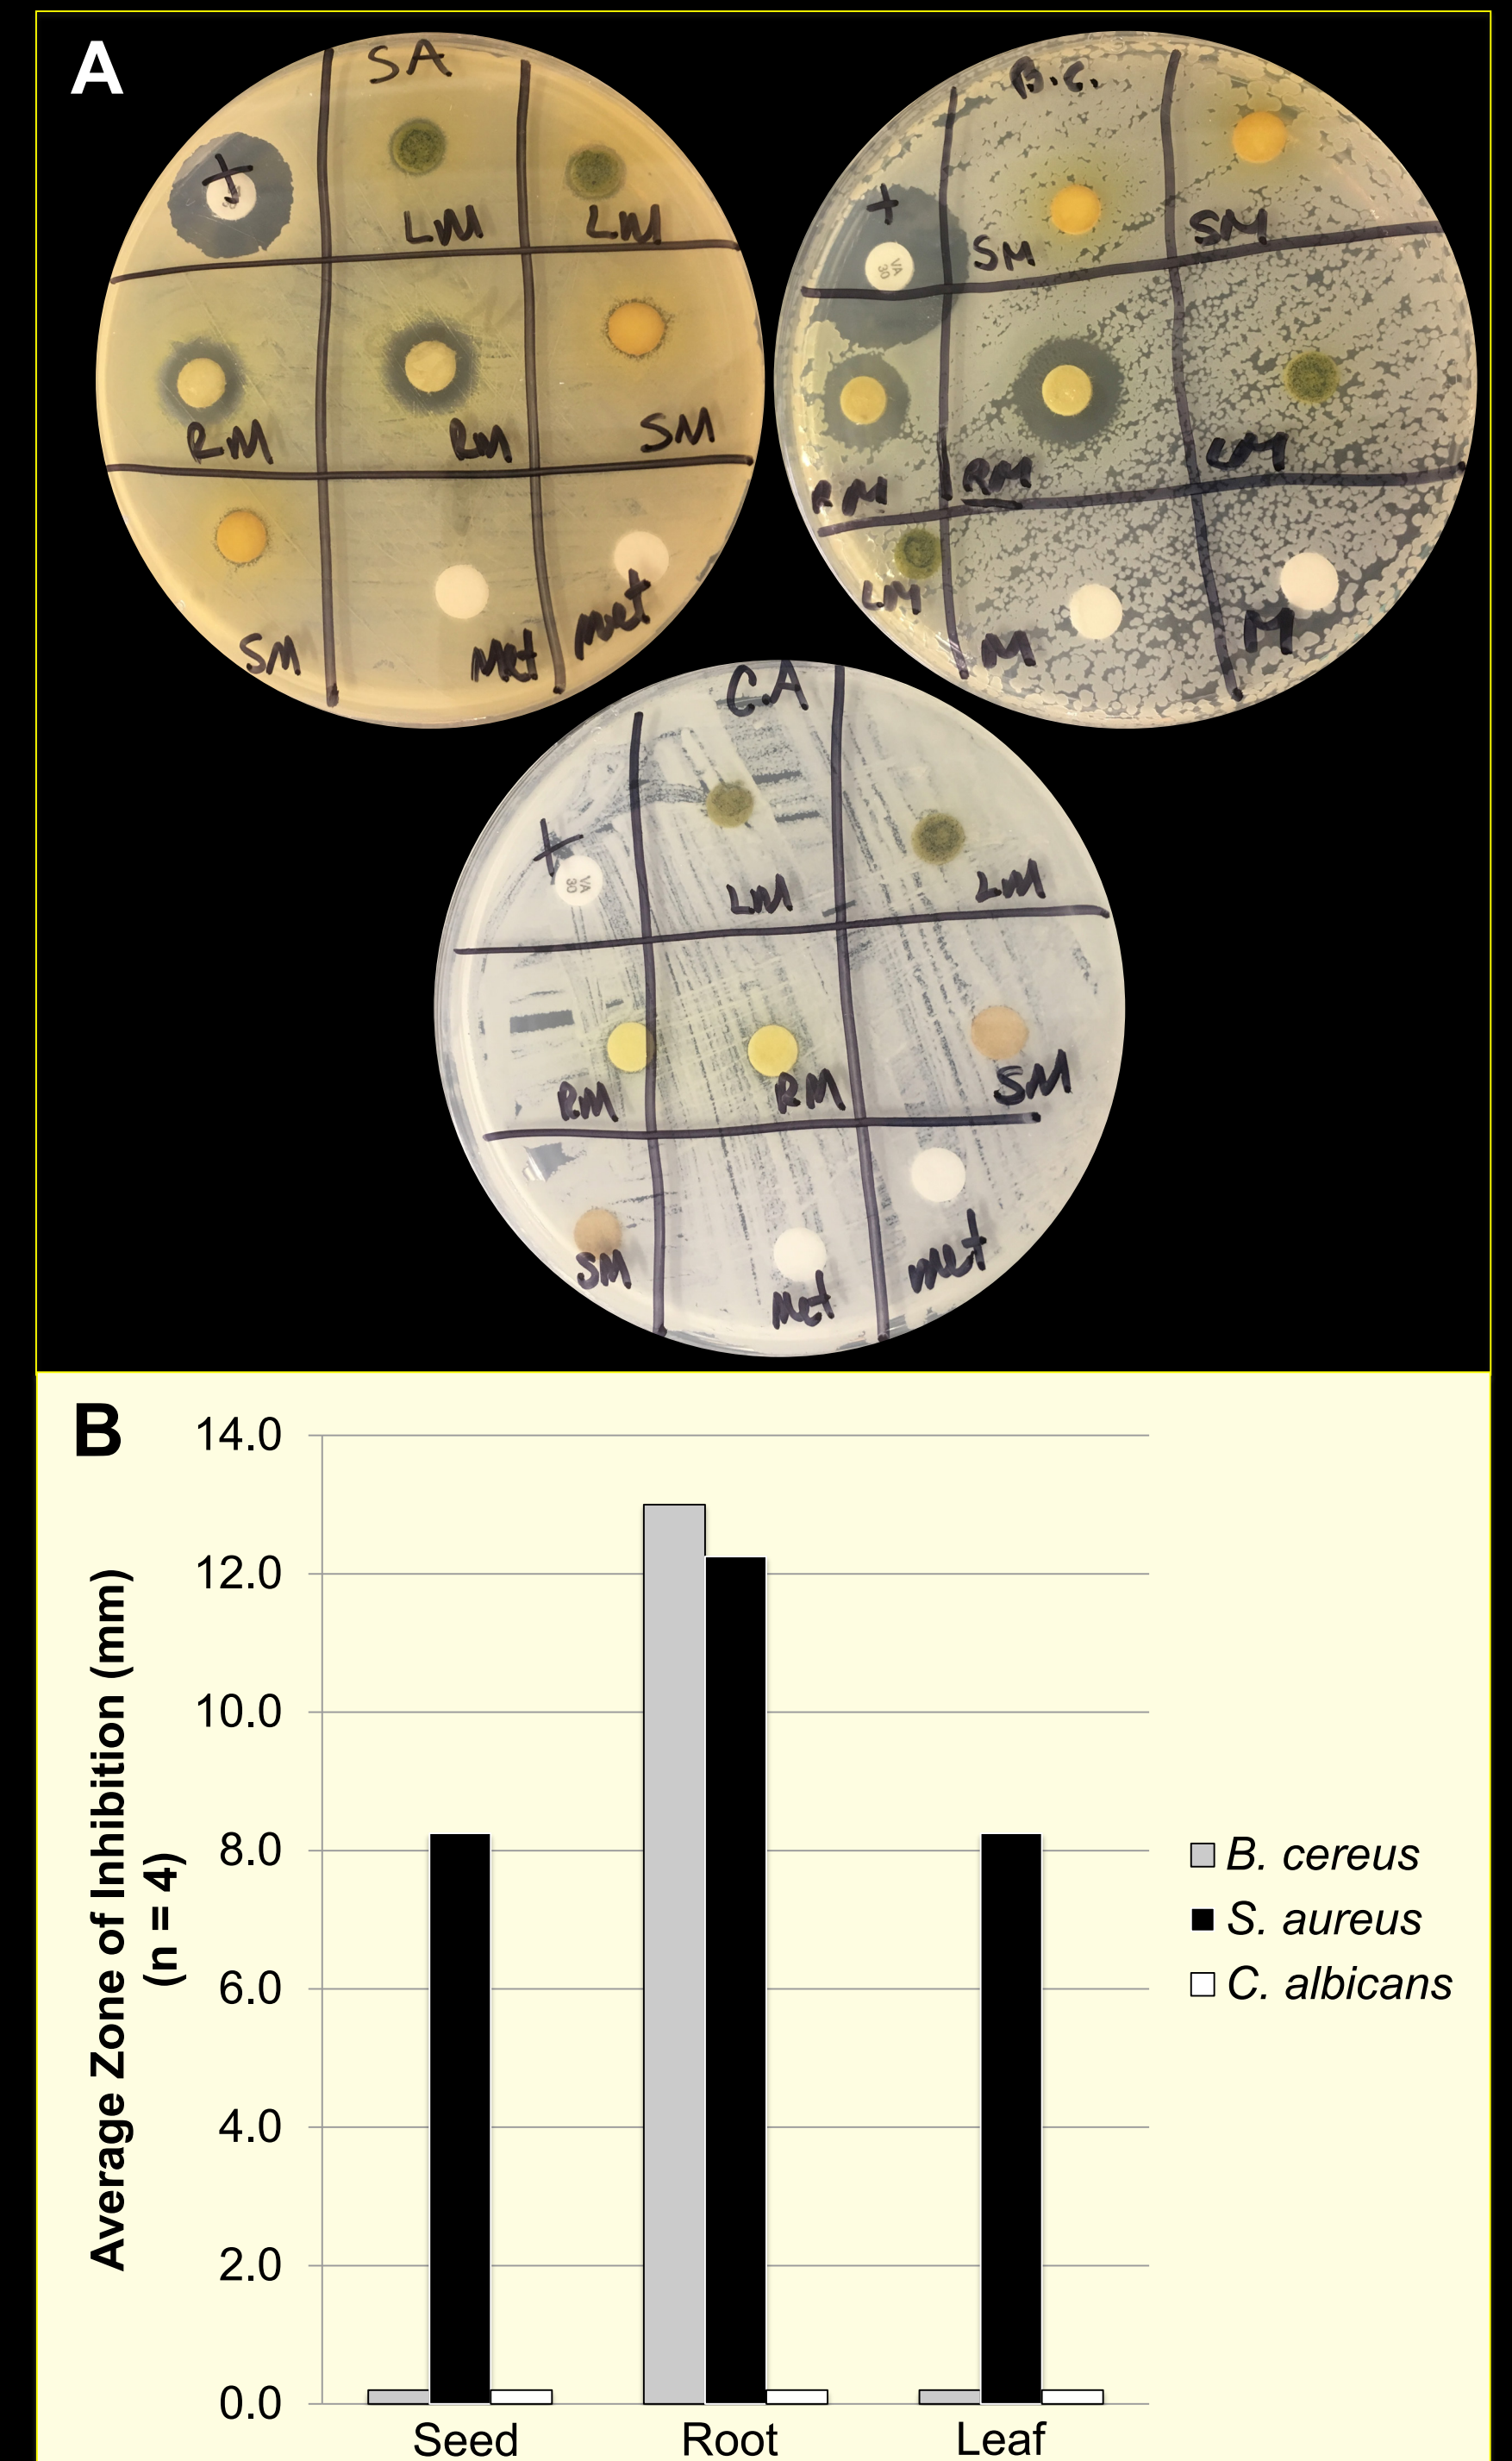 A
SA
+
LM
LM
RM
RM
SM
SM
Met
Met
B.C.
+
VA
30
SM
SM
RM
RM
LM
LM
M
M
CA
+
VA
30
LM
LM
RM
RM
SM
SM
Met
Met
B
14.0
12.0
10.0
8.0
6.0
4.0
2.0
0.0
Average Zone of Inhibition (mm)
(n = 4)
Seed Root Leaf
B. cereus
S. aureus
C. albicans